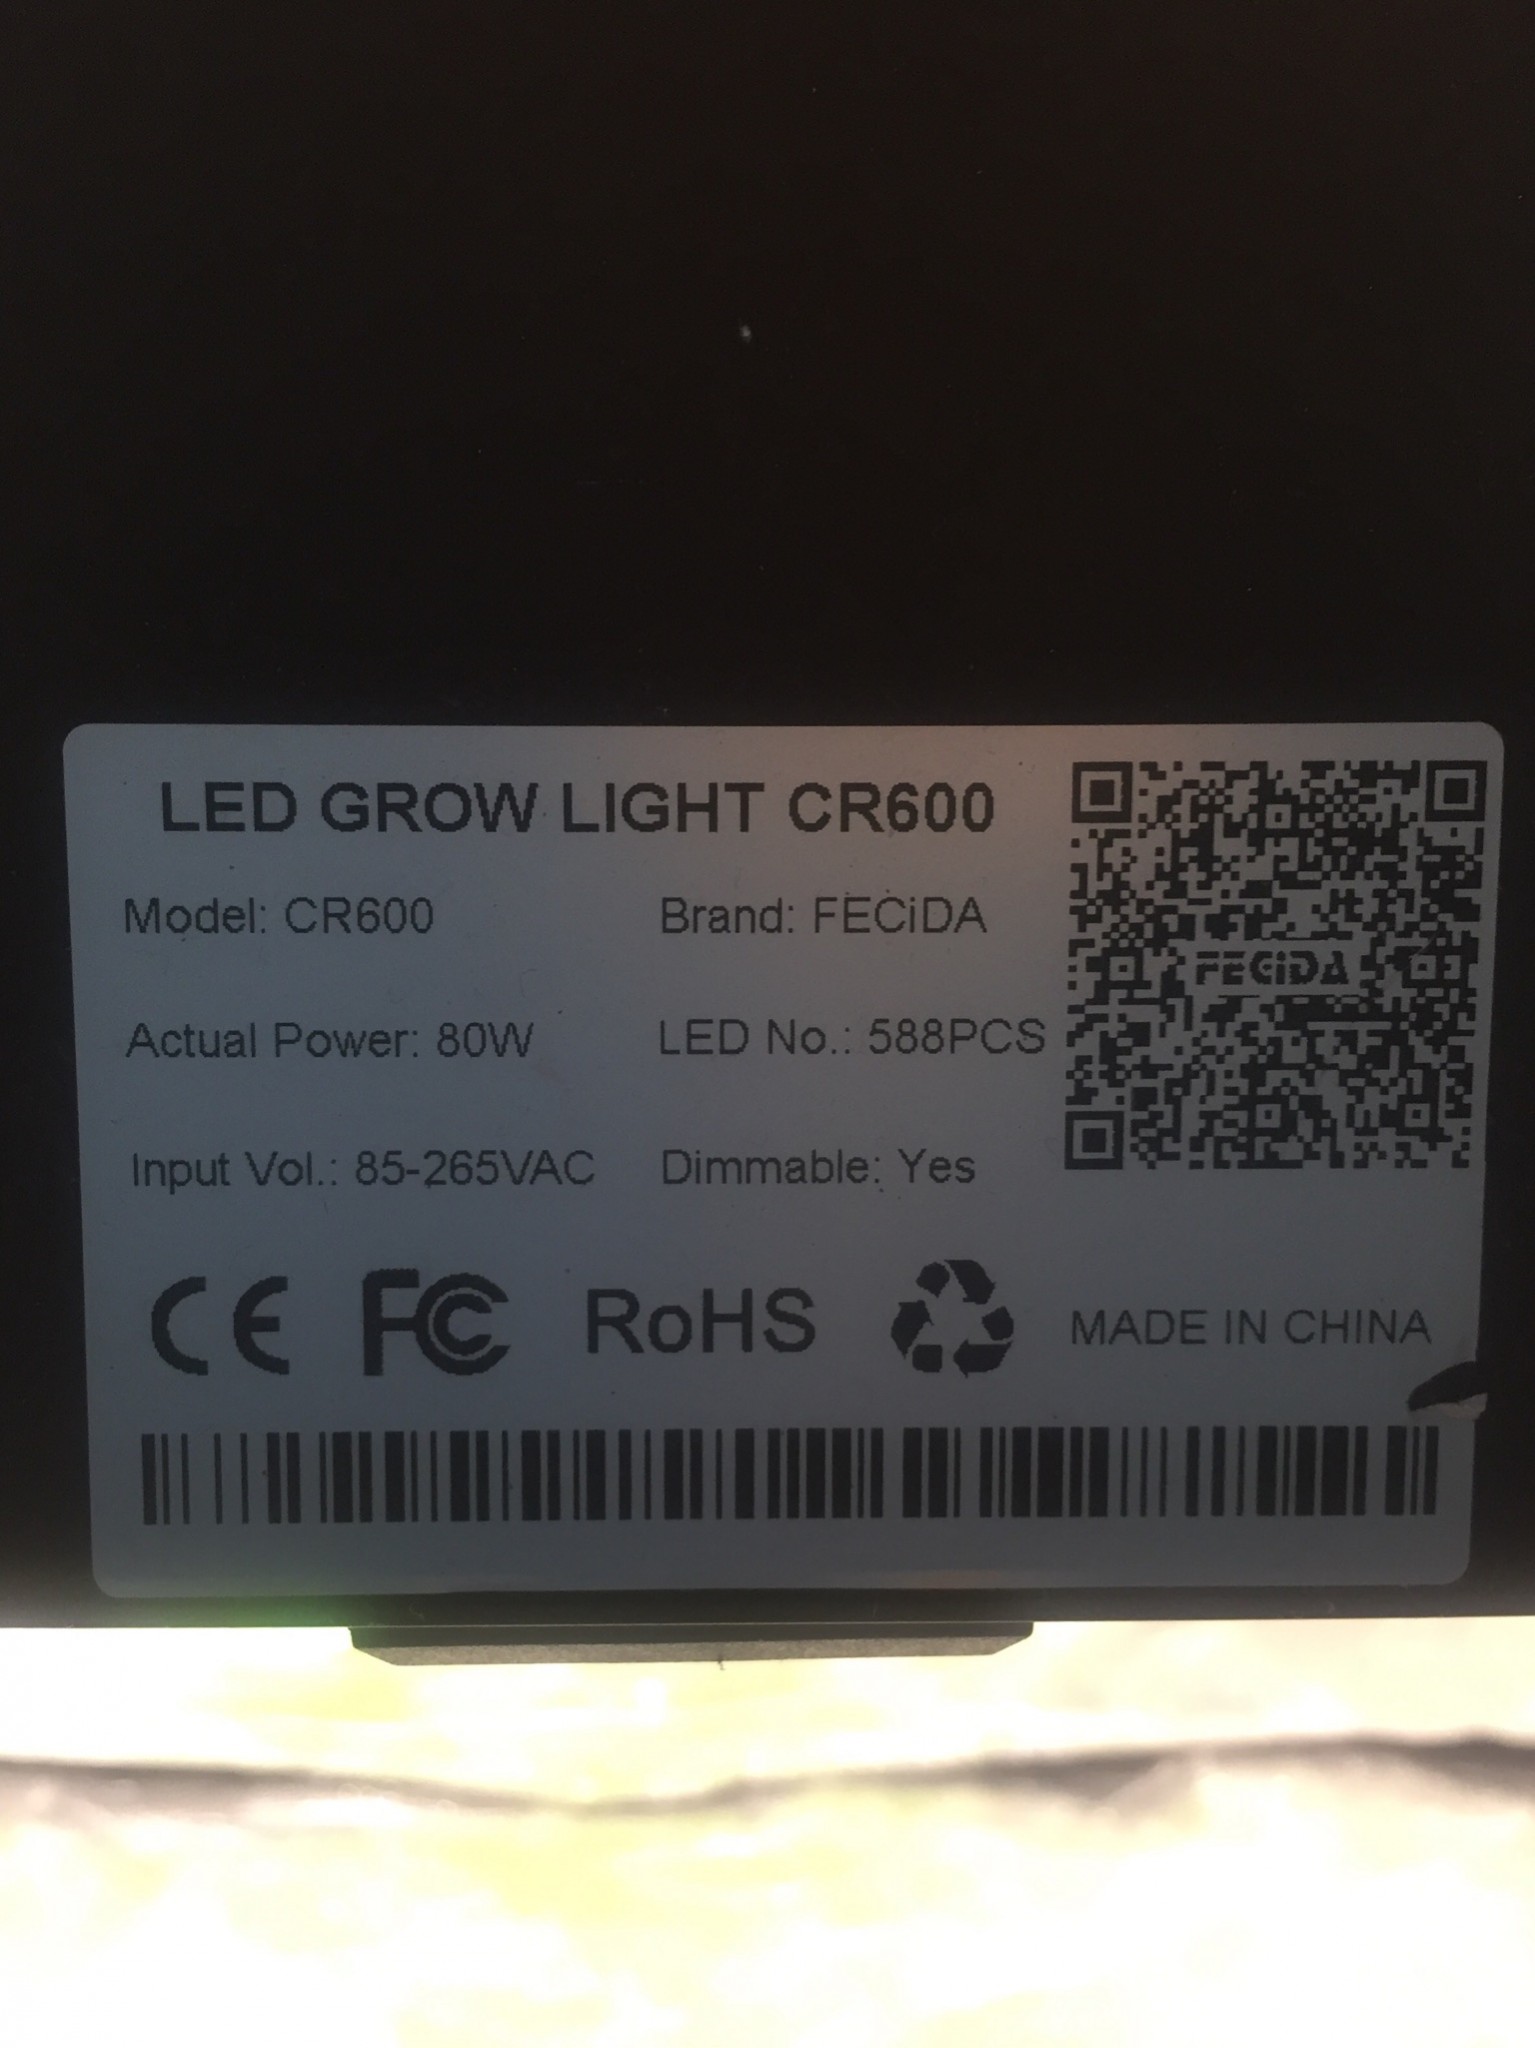 LED GROW LIGHT CR600
Model: CR600 Brand: FECiDA
FECiDA
Actual Power: 80W LED No.: 588PCS
Input Vol.: 85-265VAC Dimmable: Yes
CE FC RoHS MADE IN CHINA